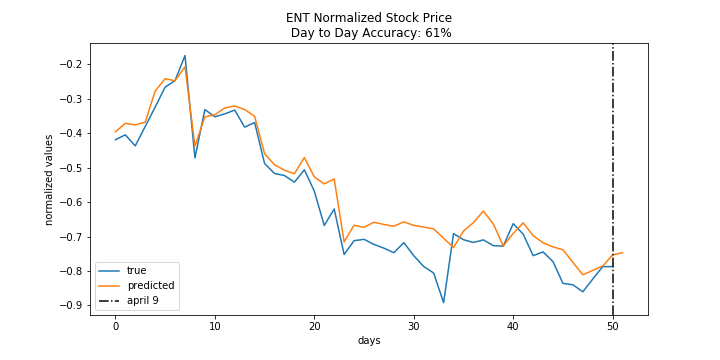 ENT Normalized Stock Price
Day to Day Accuracy: 61%
normalized values
−0.2
−0.3
−0.4
−0.5
−0.6
−0.7
−0.8
−0.9
true
predicted
april 9
0
10
20
30
40
50
days